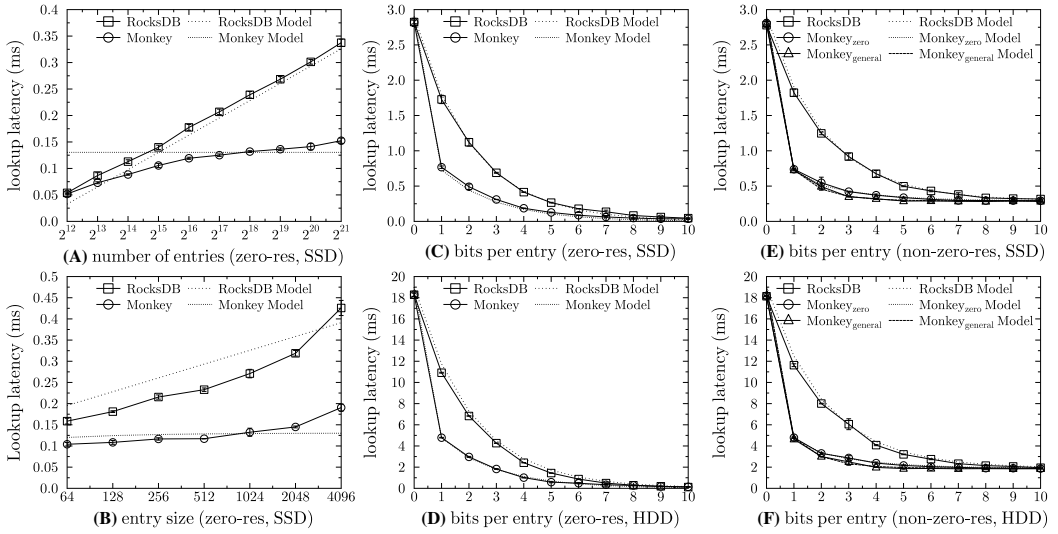 RocksDB RocksDB Model
Monkey Monkey Model
lookup latency (ms)
0.4
0.35
0.3
0.25
0.2
0.15
0.1
0.05
0.0
2^12 2^13 2^14 2^15 2^16 2^17 2^18 2^19 2^20 2^21
(A) number of entries (zero-res, SSD)
RocksDB RocksDB Model
Monkey Monkey Model
lookup latency (ms)
3.0
2.5
2.0
1.5
1.0
0.5
0.0
0 1 2 3 4 5 6 7 8 9 10
(C) bits per entry (zero-res, SSD)
RocksDB RocksDB Model
Monkey_zero Monkey_zero Model
Monkey_general Monkey_general Model
lookup latency (ms)
3.0
2.5
2.0
1.5
1.0
0.5
0.0
0 1 2 3 4 5 6 7 8 9 10
(E) bits per entry (non-zero-res, SSD)
RocksDB RocksDB Model
Monkey Monkey Model
Lookup latency (ms)
0.5
0.45
0.4
0.35
0.3
0.25
0.2
0.15
0.1
0.05
0.0
64 128 256 512 1024 2048 4096
(B) entry size (zero-res, SSD)
RocksDB RocksDB Model
Monkey Monkey Model
lookup latency (ms)
20
18
16
14
12
10
8
6
4
2
0
0 1 2 3 4 5 6 7 8 9 10
(D) bits per entry (zero-res, HDD)
RocksDB RocksDB Model
Monkey_zero Monkey_zero Model
Monkey_general Monkey_general Model
lookup latency (ms)
20
18
16
14
12
10
8
6
4
2
0
0 1 2 3 4 5 6 7 8 9 10
(F) bits per entry (non-zero-res, HDD)